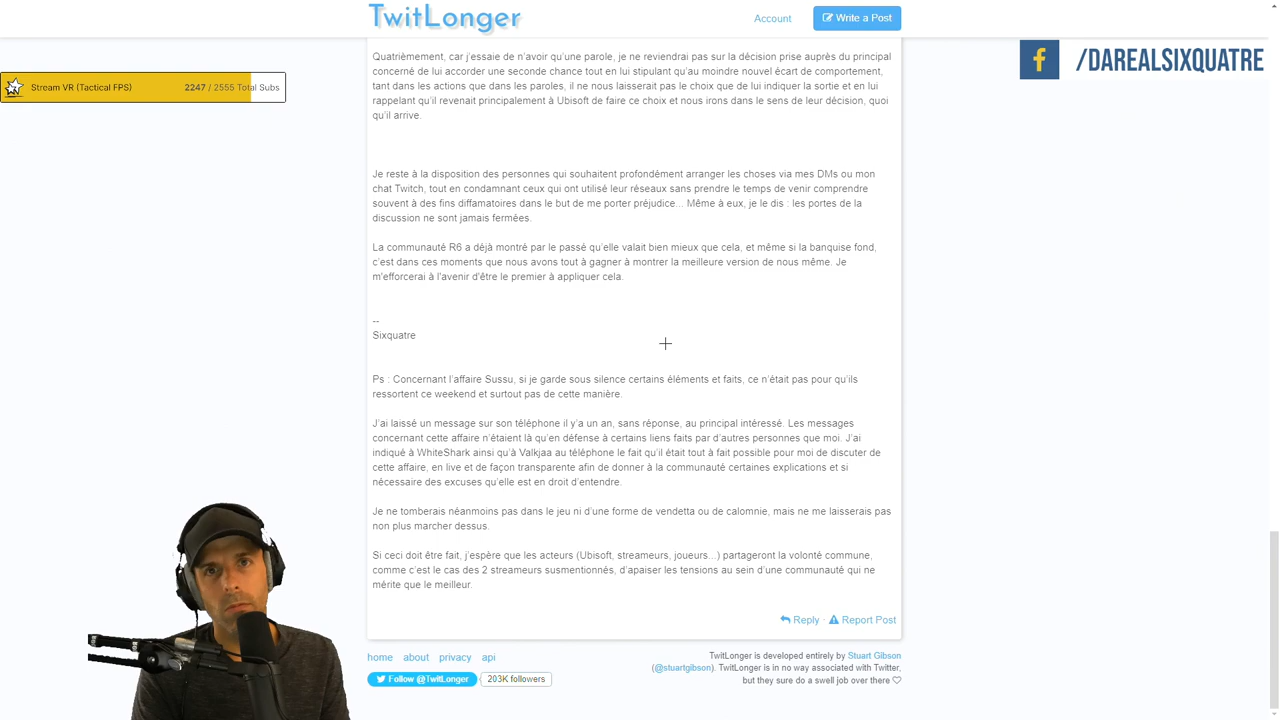 TwitLonger
Account
Write a Post
/DAREALSIXQUATRE
Stream VR (Tactical FPS)
2247 / 2555 Total Subs
Quatrièmement, car j'essaie de n'avoir qu'une parole, je ne reviendrai pas sur la décision prise auprès du principal
concerné de lui accorder une seconde chance tout en lui stipulant qu'au moindre nouvel écart de comportement,
tant dans les actions que dans les paroles, il ne nous laisserait pas le choix que de lui indiquer la sortie et en lui
rappelant qu'il revenait principalement à Ubisoft de faire ce choix et nous irons dans le sens de leur décision, quoi
qu'il arrive.
Je reste à la disposition des personnes qui souhaitent profondément arranger les choses via mes DMs ou mon
chat Twitch, tout en condamnant ceux qui ont utilisé leur réseaux sans prendre le temps de venir comprendre
souvent à des fins diffamatoires dans le but de me porter préjudice... Même à eux, je le dis : les portes de la
discussion ne sont jamais fermées.
La communauté R6 a déjà montré par le passé qu'elle valait bien mieux que cela, et même si la banquise fond,
c'est dans ces moments que nous avons tout à gagner à montrer la meilleure version de nous même. Je
m'efforcerai à l'avenir d'être le premier à appliquer cela.
--
Sixquatre
Ps : Concernant l'affaire Sussu, si je garde sous silence certains éléments et faits, ce n'était pas pour qu'ils
ressortent ce weekend et surtout pas de cette manière.
J'ai laissé un message sur son téléphone il y'a un an, sans réponse, au principal intéressé. Les messages
concernant cette affaire n'étaient là qu'en défense à certains liens faits par d'autres personnes que moi. J'ai
indiqué à WhiteShark ainsi qu'à Valkjaa au téléphone le fait qu'il était tout à fait possible pour moi de discuter de
cette affaire, en live et de façon transparente afin de donner à la communauté certaines explications et si
nécessaire des excuses qu'elle est en droit d'entendre.
Je ne tomberais néanmoins pas dans le jeu ni d'une forme de vendetta ou de calomnie, mais ne me laisserais pas
non plus marcher dessus.
Si ceci doit être fait, j'espère que les acteurs (Ubisoft, streameurs, joueurs...) partageront la volonté commune,
comme c'est le cas des 2 streameurs susmentionnés, d'apaiser les tensions au sein d'une communauté qui ne
mérite que le meilleur.
Reply · Report Post
home about privacy api
Follow @TwitLonger 203K followers
TwitLonger is developed entirely by Stuart Gibson
(@stuartgibson). TwitLonger is in no way associated with Twitter,
but they sure do a swell job over there